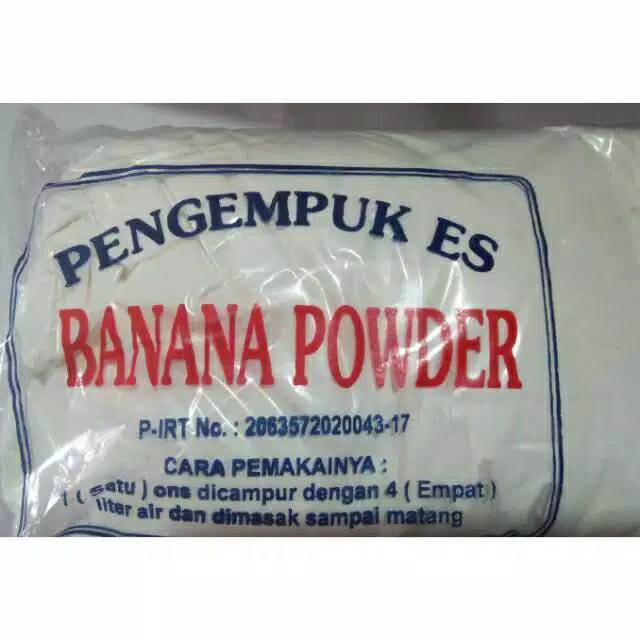 PENGEMPUK ES
BANANA POWDER
P-IRT No. : 2063572020043-17
CARA PEMAKAINYA :
1 ( Satu ) ons dicampur dengan 4 ( Empat )
liter air dan dimasak sampai matang